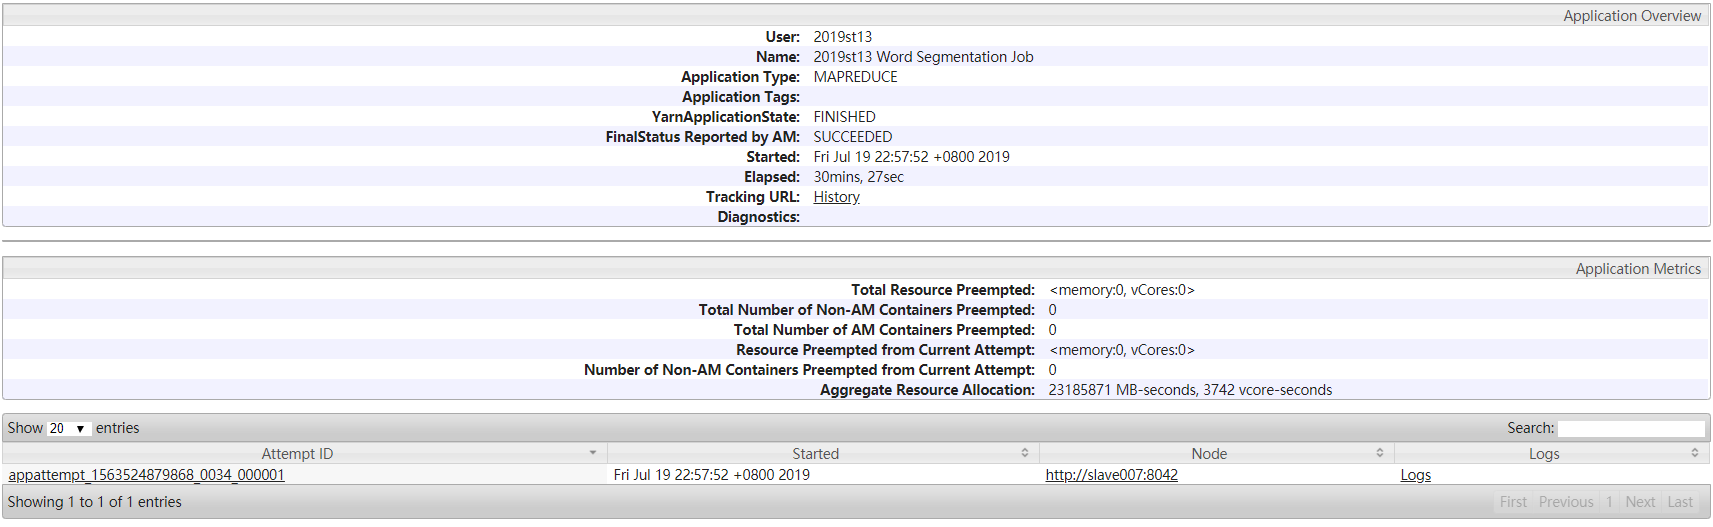 Application Overview
User: 2019st13
Name: 2019st13 Word Segmentation Job
Application Type: MAPREDUCE
Application Tags:
YarnApplicationState: FINISHED
FinalStatus Reported by AM: SUCCEEDED
Started: Fri Jul 19 22:57:52 +0800 2019
Elapsed: 30mins, 27sec
Tracking URL: History
Diagnostics:
Application Metrics
Total Resource Preempted: <memory:0, vCores:0>
Total Number of Non-AM Containers Preempted: 0
Total Number of AM Containers Preempted: 0
Resource Preempted from Current Attempt: <memory:0, vCores:0>
Number of Non-AM Containers Preempted from Current Attempt: 0
Aggregate Resource Allocation: 23185871 MB-seconds, 3742 vcore-seconds
Show 20 entries Search:
Attempt ID Started Node Logs
appattempt_1563524879868_0034_000001 Fri Jul 19 22:57:52 +0800 2019 http://slave007:8042 Logs
Showing 1 to 1 of 1 entries First Previous 1 Next Last